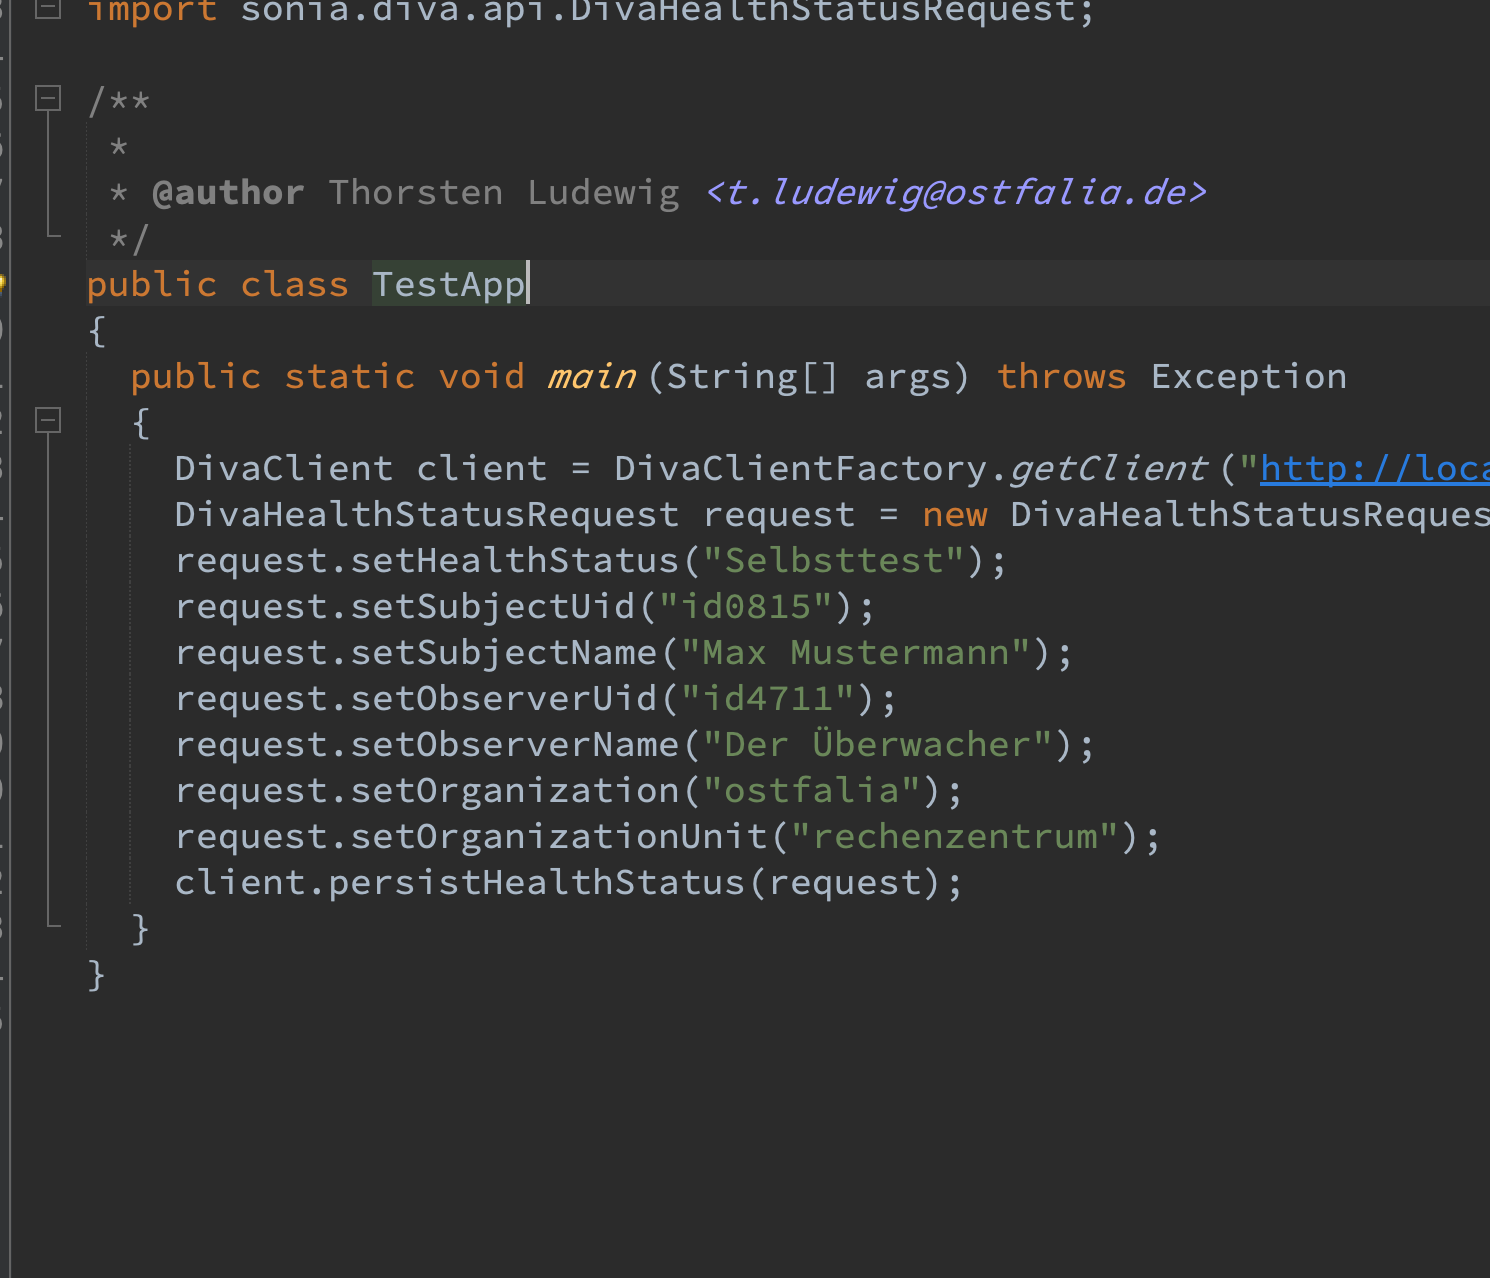 import sonia.diva.api.DivaHealthStatusRequest;
/**
*
* @author Thorsten Ludewig <t.ludewig@ostfalia.de>
*/
public class TestApp
{
public static void main(String[] args) throws Exception
{
DivaClient client = DivaClientFactory.getClient("http://loca
DivaHealthStatusRequest request = new DivaHealthStatusReques
request.setHealthStatus("Selbsttest");
request.setSubjectUid("id0815");
request.setSubjectName("Max Mustermann");
request.setObserverUid("id4711");
request.setObserverName("Der Überwacher");
request.setOrganization("ostfalia");
request.setOrganizationUnit("rechenzentrum");
client.persistHealthStatus(request);
}
}